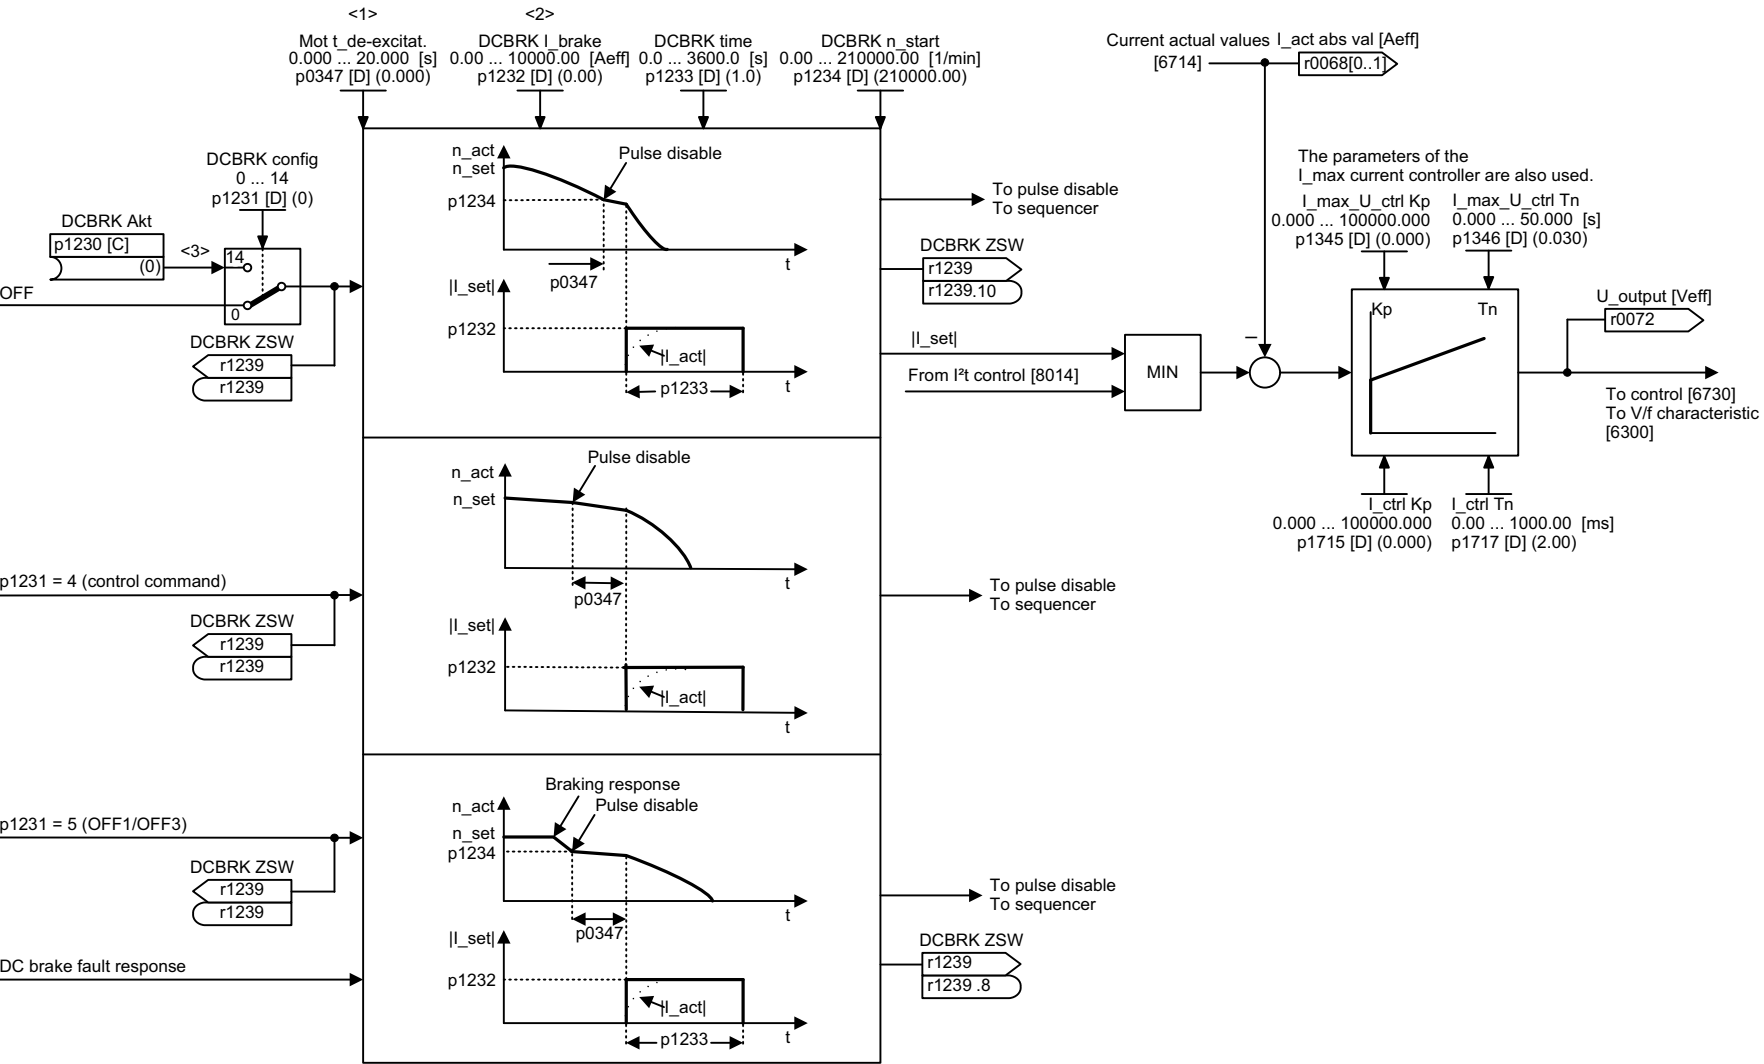 <1>
<2>
Mot t_de-excitat.
0.000 ... 20.000 [s]
p0347 [D] (0.000)
DCBRK I_brake
0.00 ... 10000.00 [Aeff]
p1232 [D] (0.00)
DCBRK time
0.0 ... 3600.0 [s]
p1233 [D] (1.0)
DCBRK n_start
0.00 ... 210000.00 [1/min]
p1234 [D] (210000.00)
Current actual values
[6714]
I_act abs val [Aeff]
r0068[0..1]
DCBRK config
0 ... 14
p1231 [D] (0)
DCBRK Akt
p1230 [C]
(0)
<3>
14
0
OFF
DCBRK ZSW
r1239
r1239
n_act
n_set
p1234
Pulse disable
t
p0347
|I_set|
p1232
|I_act|
t
p1233
To pulse disable
To sequencer
DCBRK ZSW
r1239
r1239.10
|I_set|
From I²t control [8014]
MIN
–
The parameters of the
I_max current controller are also used.
I_max_U_ctrl Kp
0.000 ... 100000.000
p1345 [D] (0.000)
I_max_U_ctrl Tn
0.000 ... 50.000 [s]
p1346 [D] (0.030)
Kp
Tn
U_output [Veff]
r0072
To control [6730]
To V/f characteristic
[6300]
I_ctrl Kp
0.000 ... 100000.000
p1715 [D] (0.000)
I_ctrl Tn
0.00 ... 1000.00 [ms]
p1717 [D] (2.00)
p1231 = 4 (control command)
DCBRK ZSW
r1239
r1239
n_act
n_set
Pulse disable
t
p0347
|I_set|
p1232
|I_act|
t
To pulse disable
To sequencer
p1231 = 5 (OFF1/OFF3)
DCBRK ZSW
r1239
r1239
DC brake fault response
Braking response
Pulse disable
n_act
n_set
p1234
t
p0347
|I_set|
p1232
|I_act|
t
p1233
To pulse disable
To sequencer
DCBRK ZSW
r1239
r1239 .8